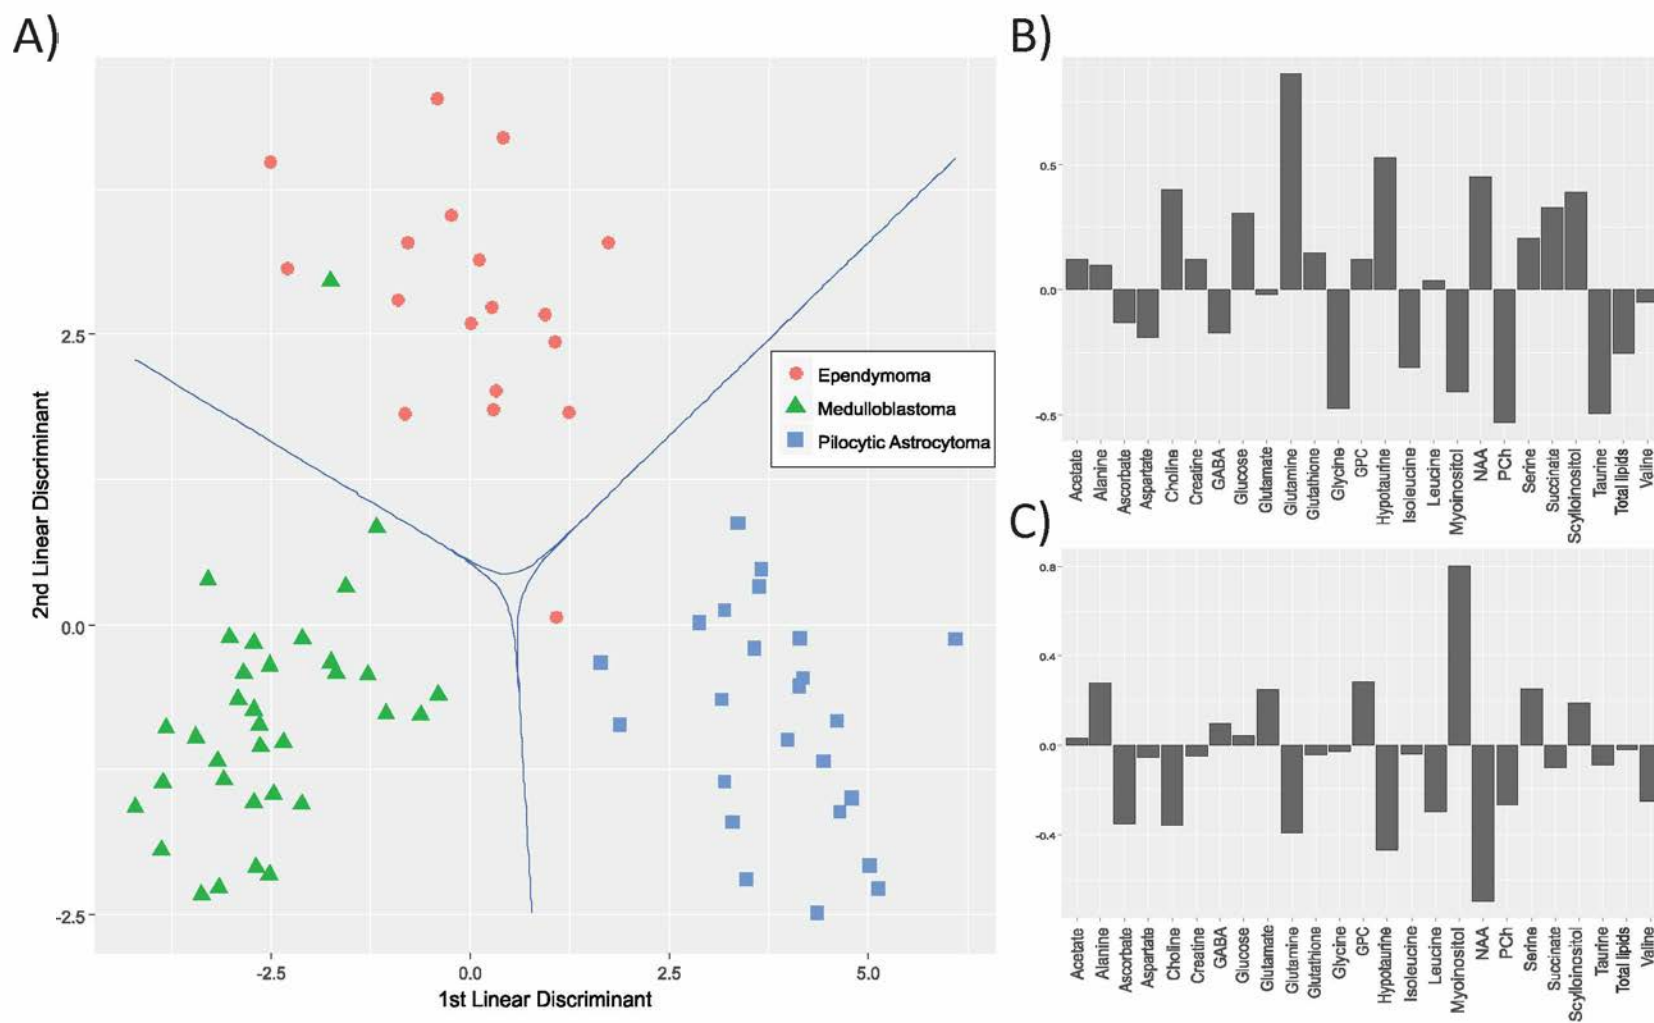 A)
2.5
0.0
-2.5
2nd Linear Discriminant
-2.5
0.0
2.5
5.0
1st Linear Discriminant
Ependymoma
Medulloblastoma
Pilocytic Astrocytoma
B)
0.5
0.0
-0.5
Acetate
Alanine
Ascorbate
Aspartate
Choline
Creatine
GABA
Glucose
Glutamate
Glutamine
Glutathione
Glycine
GPC
Hypotaurine
Isoleucine
Leucine
Myoinositol
NAA
PCh
Serine
Succinate
Scylloinositol
Taurine
Total lipids
Valine
C)
0.8
0.4
0.0
-0.4
Acetate
Alanine
Ascorbate
Aspartate
Choline
Creatine
GABA
Glucose
Glutamate
Glutamine
Glutathione
Glycine
GPC
Hypotaurine
Isoleucine
Leucine
Myoinositol
NAA
PCh
Serine
Succinate
Scylloinositol
Taurine
Total lipids
Valine